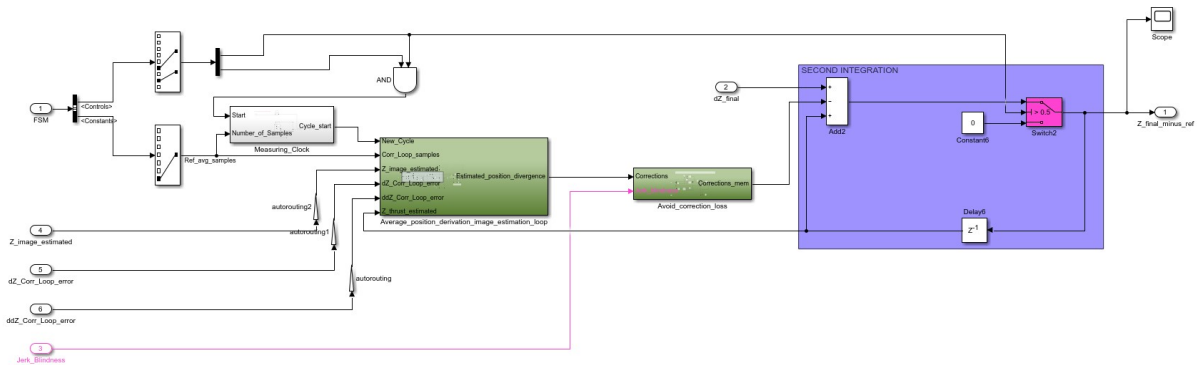 Scope
SECOND INTEGRATION
AND
2
dZ_final
+
−
+
Add2
1
FSM
<Controls>
<Constants>
Start
Number_of_Samples
Cycle_start
Measuring_Clock
Ref_avg_samples
0
Constant6
> 0.5
Switch2
1
Z_final_minus_ref
New_Cycle
Corr_Loop_samples
Z_image_estimated
dZ_Corr_Loop_error
ddZ_Corr_Loop_error
Z_thrust_estimated
Estimated_position_divergence
Average_position_derivation_image_estimation_loop
Corrections
Corrections_mem
Avoid_correction_loss
autorouting2
autorouting1
autorouting
Delay6
Z-1
4
Z_image_estimated
5
dZ_Corr_Loop_error
6
ddZ_Corr_Loop_error
3
Jerk_Blindness